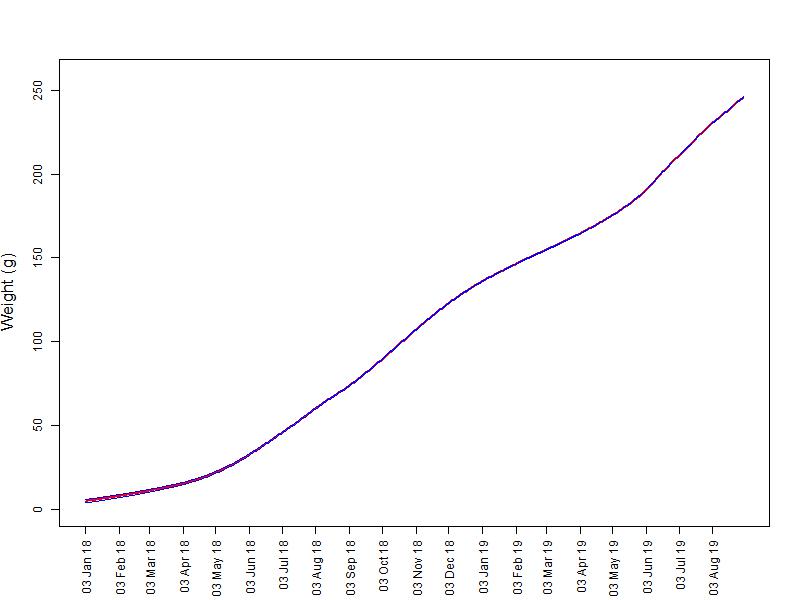 Weight (g)
250
200
150
100
50
0
03 Jan 18
03 Feb 18
03 Mar 18
03 Apr 18
03 May 18
03 Jun 18
03 Jul 18
03 Aug 18
03 Sep 18
03 Oct 18
03 Nov 18
03 Dec 18
03 Jan 19
03 Feb 19
03 Mar 19
03 Apr 19
03 May 19
03 Jun 19
03 Jul 19
03 Aug 19